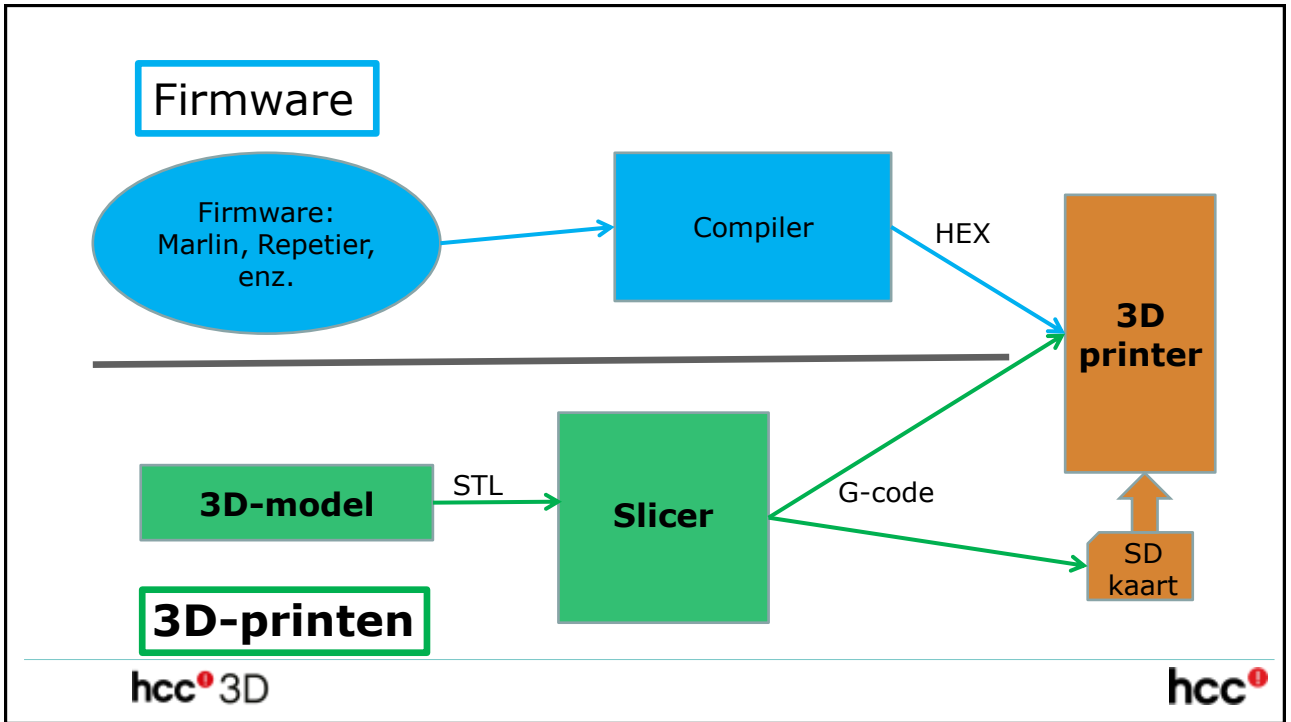 Firmware
Firmware:
Marlin, Repetier,
enz.
Compiler
HEX
3D
printer
3D-model
STL
Slicer
G-code
SD
kaart
3D-printen
hcc! 3D
hcc!